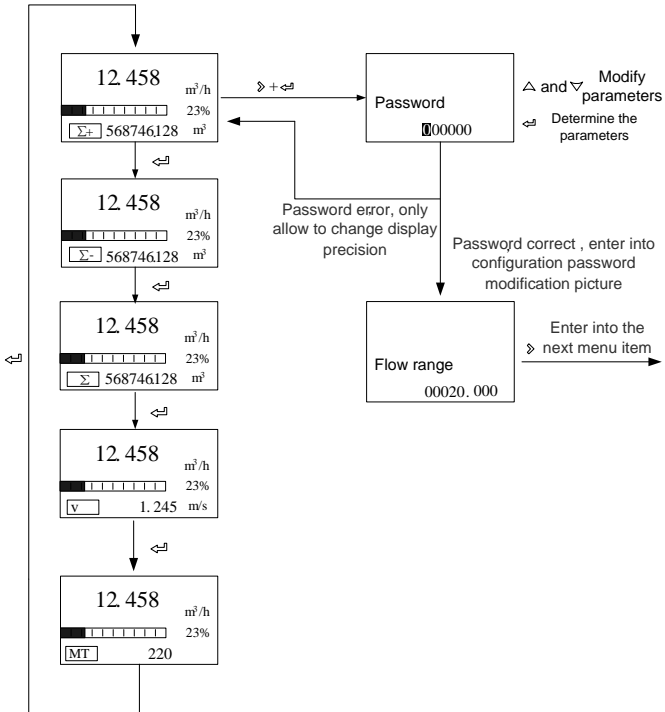 12.458
m³/h
23%
Σ+ 568746.128 m³
12.458
m³/h
23%
Σ- 568746.128 m³
12.458
m³/h
23%
Σ 568746.128 m³
12.458
m³/h
23%
v 1.245 m/s
12.458
m³/h
23%
MT 220
+
Password
000000
and Modify
parameters
Determine the
parameters
Password error, only
allow to change display
precision
Password correct , enter into
configuration password
modification picture
Flow range
00020.000
Enter into the
next menu item